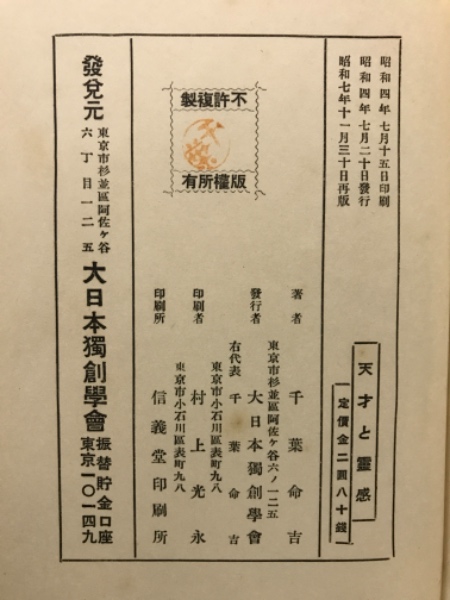 昭和四年七月十五日印刷
昭和四年七月二十日發行
昭和七年十一月三十日再版
天才と靈感
定價金二圓八十錢
不許複製
版權所有
著者 千葉命吉
東京市杉並區阿佐ケ谷六ノ一二五
發行者 大日本獨創學會
右代表 千葉命吉
東京市小石川區表町九八
印刷者 村上光永
東京市小石川區表町九八
印刷所 信義堂印刷所
發兌元 東京市杉並區阿佐ケ谷
六丁目一二五
大日本獨創學會
振替貯金口座
東京一〇一四九